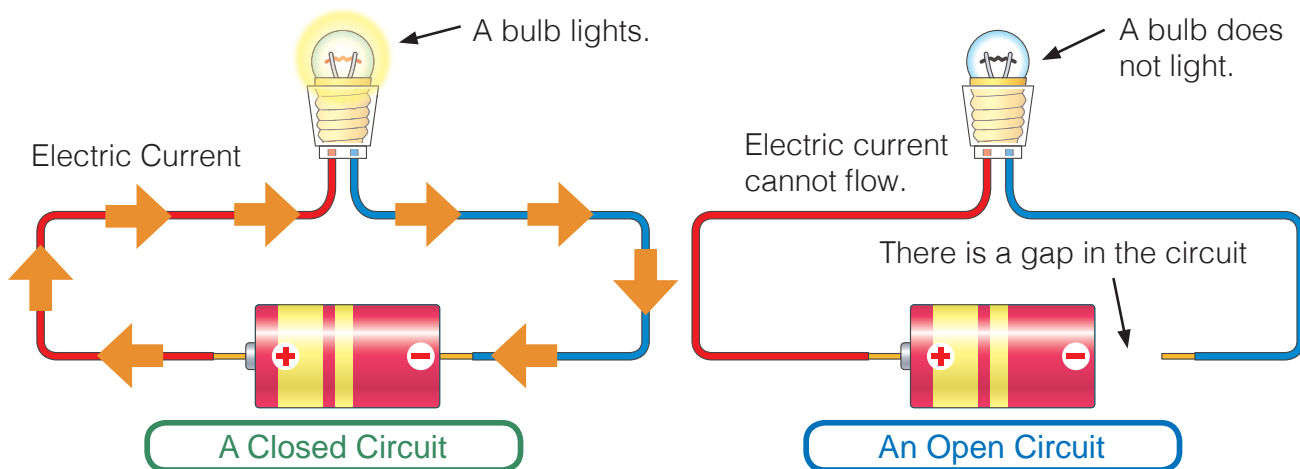 A bulb lights.
Electric Current
+
−
A Closed Circuit
A bulb does
not light.
Electric current
cannot flow.
There is a gap in the circuit
+
−
An Open Circuit